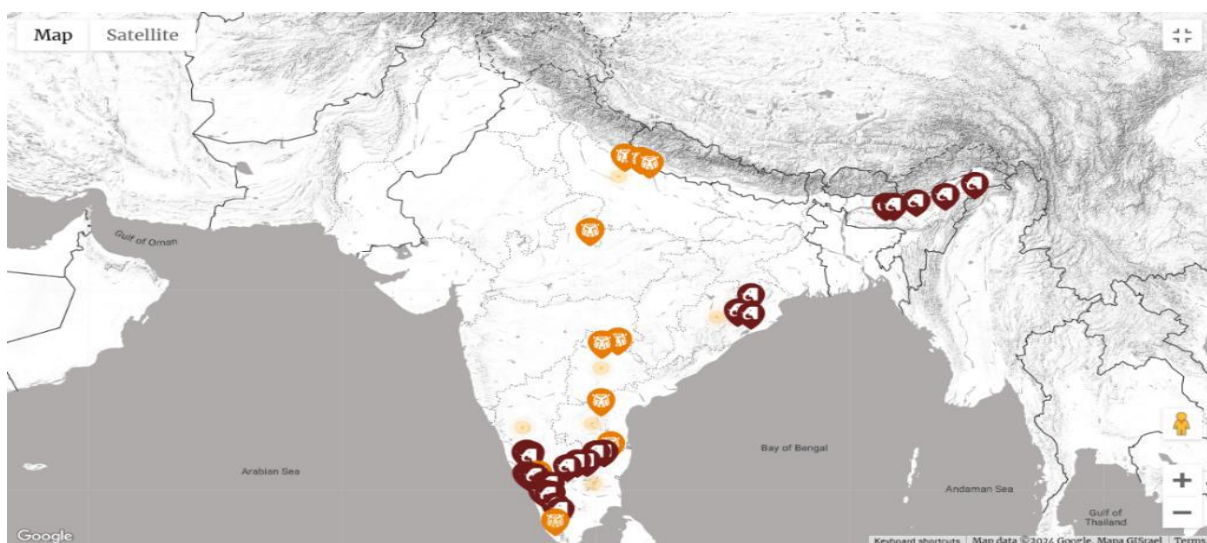 Map Satellite
Gulf of Oman
Arabian Sea
Bay of Bengal
Andaman Sea
Gulf of
Thailand
Google
Keyboard shortcuts Map data ©2024 Google, Mapa GISrael Terms